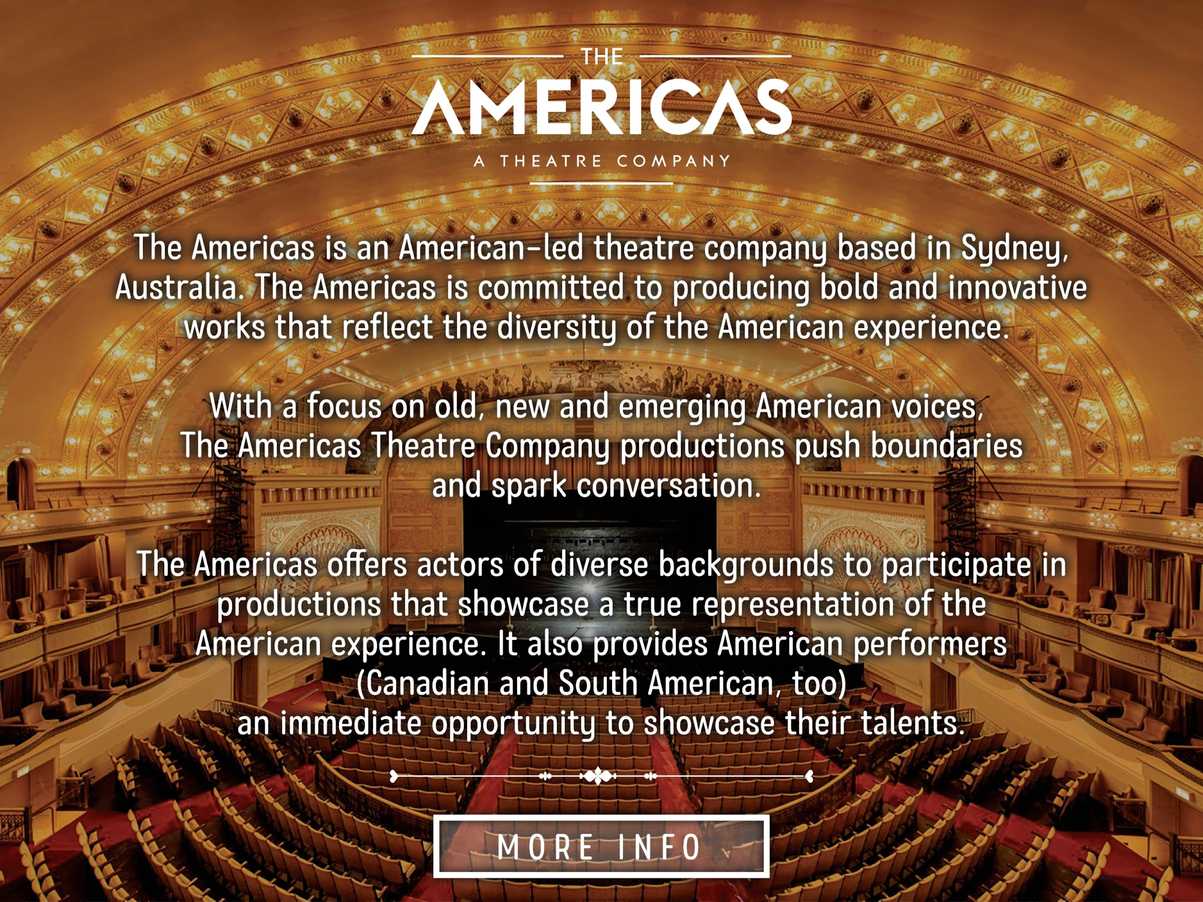 THE
AMERICAS
A THEATRE COMPANY
The Americas is an American-led theatre company based in Sydney,
Australia. The Americas is committed to producing bold and innovative
works that reflect the diversity of the American experience.
With a focus on old, new and emerging American voices,
The Americas Theatre Company productions push boundaries
and spark conversation.
The Americas offers actors of diverse backgrounds to participate in
productions that showcase a true representation of the
American experience. It also provides American performers
(Canadian and South American, too)
an immediate opportunity to showcase their talents.
MORE INFO